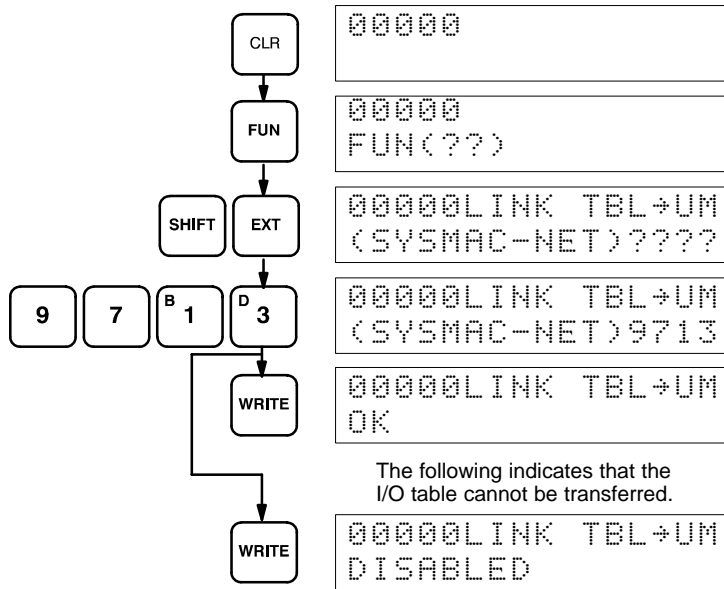 CLR
00000
FUN
00000
FUN(??)
SHIFT EXT
00000LINK TBL→UM
(SYSMAC-NET)????
9 7 B 1 D 3
00000LINK TBL→UM
(SYSMAC-NET)9713
WRITE
00000LINK TBL→UM
OK
The following indicates that the
I/O table cannot be transferred.
WRITE
00000LINK TBL→UM
DISABLED